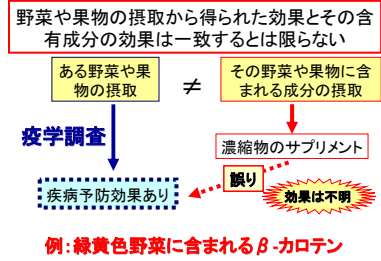 野菜や果物の摂取から得られた効果とその含
有成分の効果は一致するとは限らない
ある野菜や果
物の摂取
≠
その野菜や果物に含
まれる成分の摂取
疫学調査
濃縮物のサプリメント
誤り
疾病予防効果あり
効果は不明
例：緑黄色野菜に含まれるβ-カロテン